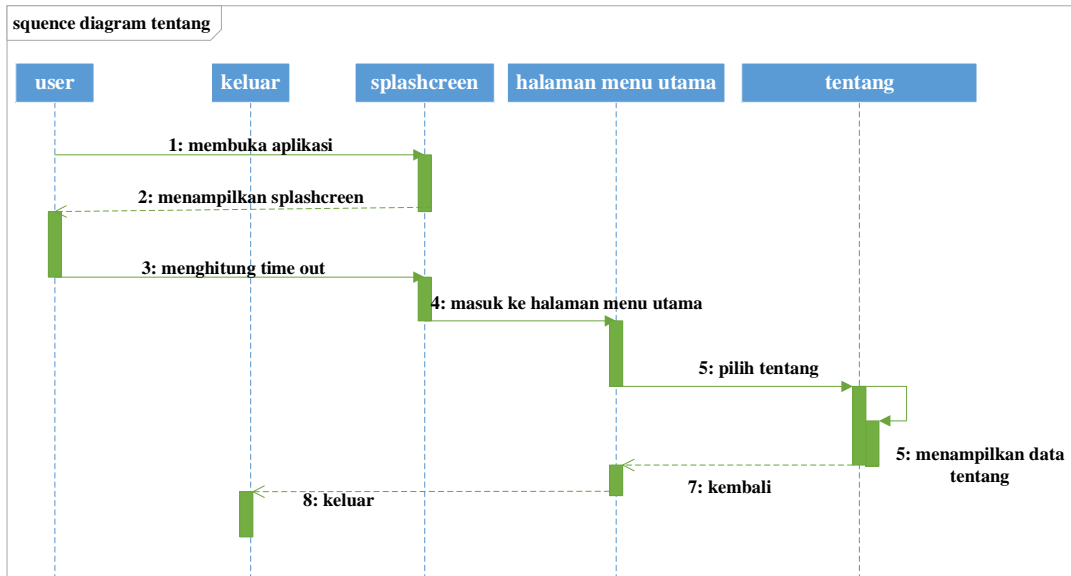 squence diagram tentang
user
keluar
splashcreen
halaman menu utama
tentang
1: membuka aplikasi
2: menampilkan splashcreen
3: menghitung time out
4: masuk ke halaman menu utama
5: pilih tentang
5: menampilkan data
tentang
7: kembali
8: keluar